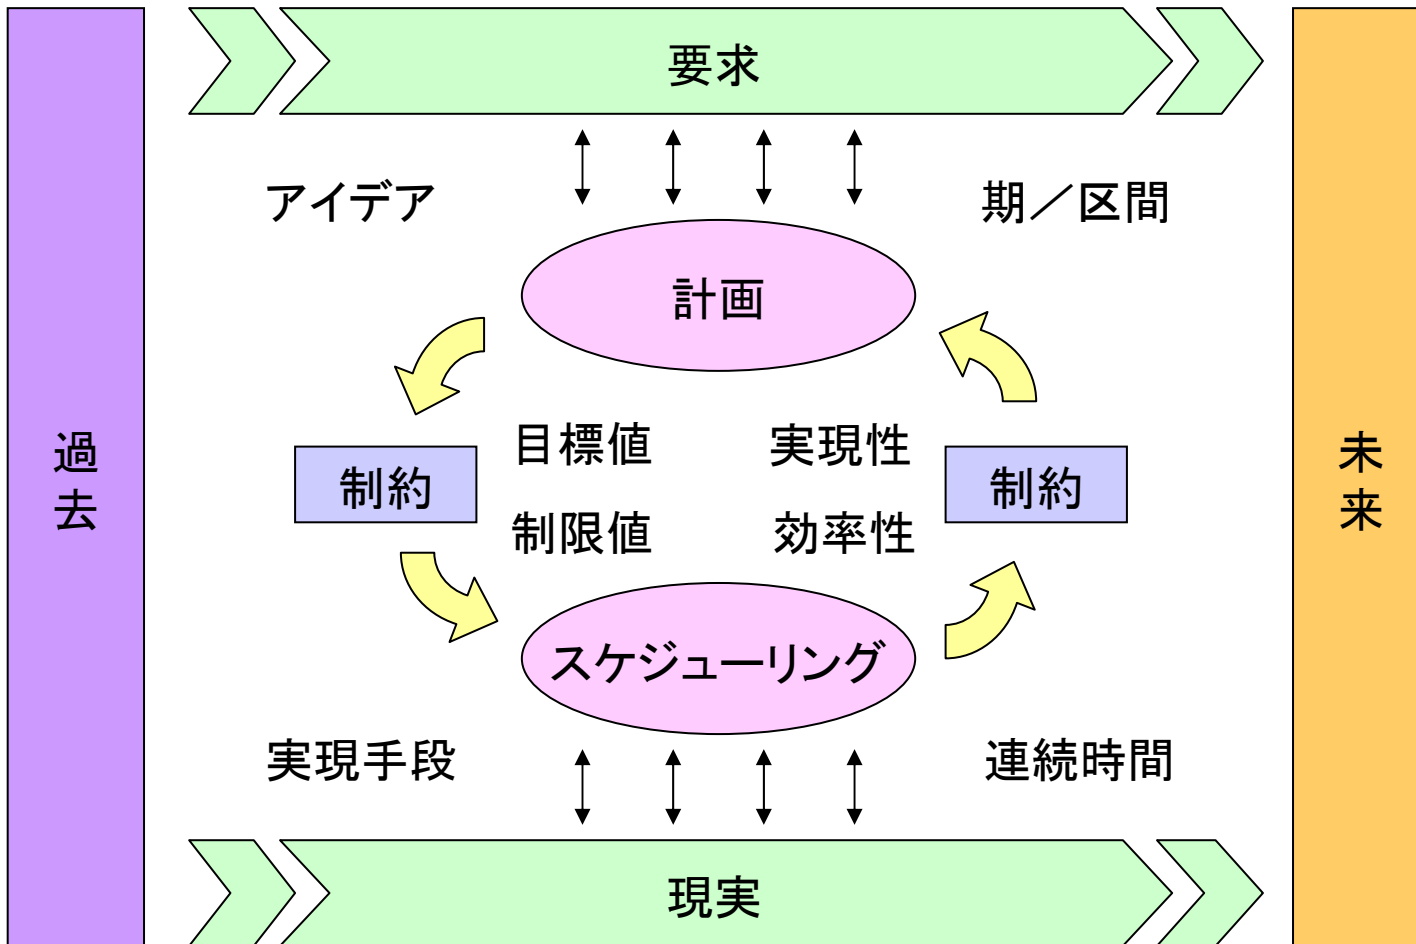 要求
アイデア
期／区間
計画
過去
未来
目標値
実現性
制約
制約
制限値
効率性
スケジューリング
実現手段
連続時間
現実